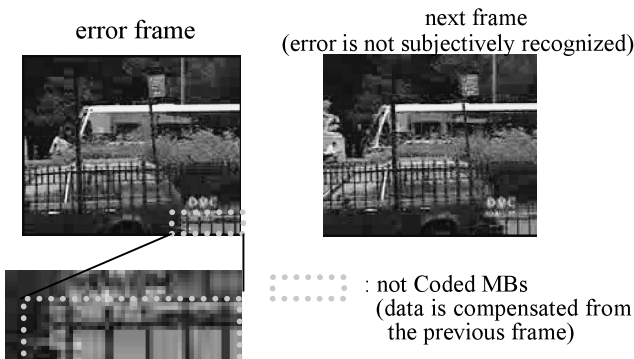 error frame
next frame
(error is not subjectively recognized)
: not Coded MBs
(data is compensated from
the previous frame)